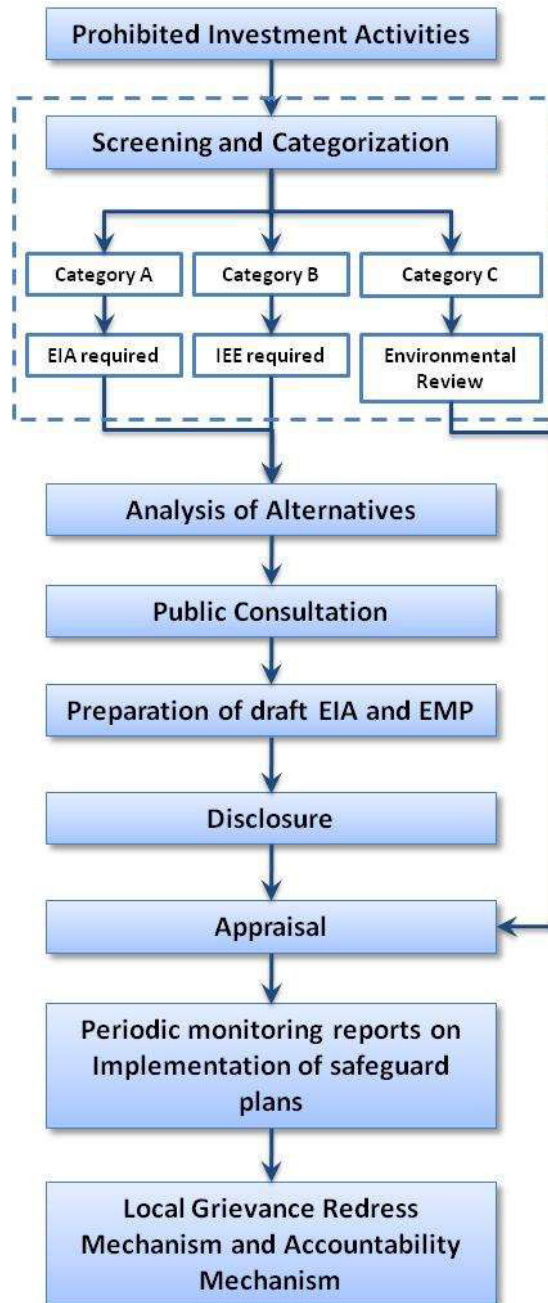 Prohibited Investment Activities
Screening and Categorization
Category A
Category B
Category C
EIA required
IEE required
Environmental
Review
Analysis of Alternatives
Public Consultation
Preparation of draft EIA and EMP
Disclosure
Appraisal
Periodic monitoring reports on
Implementation of safeguard
plans
Local Grievance Redress
Mechanism and Accountability
Mechanism